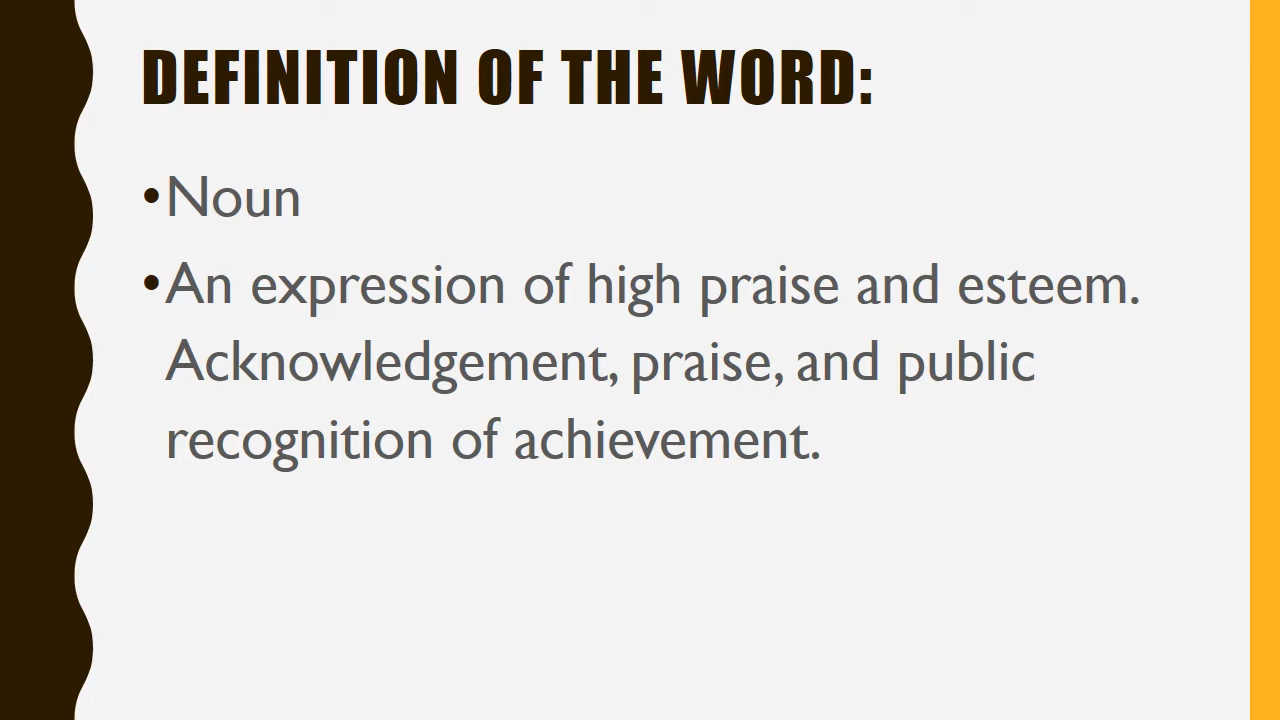 DEFINITION OF THE WORD:
•Noun
•An expression of high praise and esteem.
Acknowledgement, praise, and public
recognition of achievement.